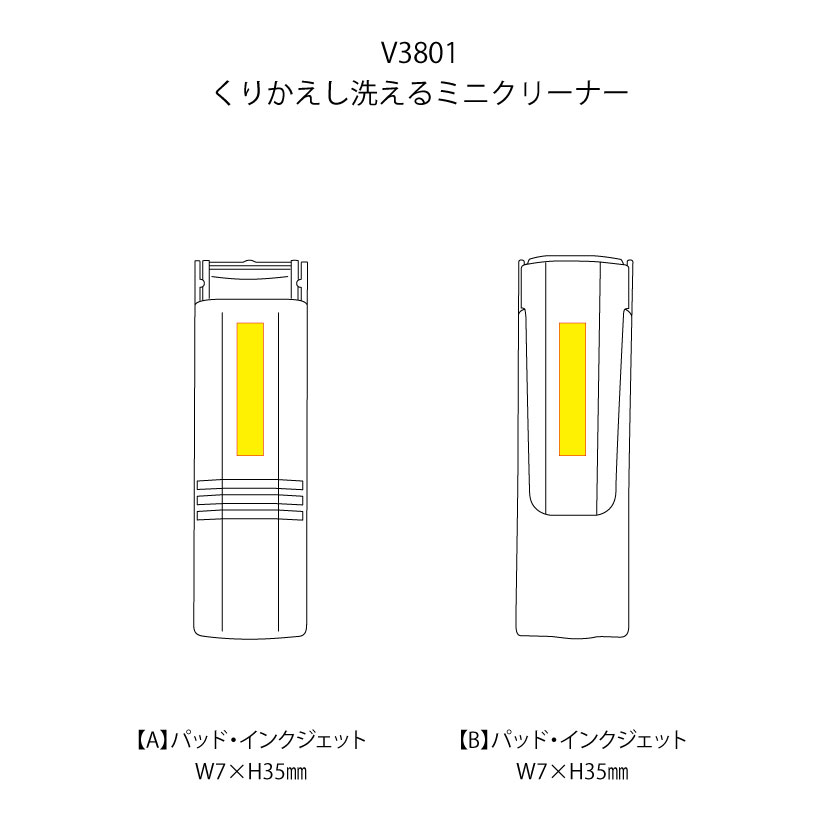 V3801
くりかえし洗えるミニクリーナー
【A】パッド・インクジェット
W7×H35㎜
【B】パッド・インクジェット
W7×H35㎜